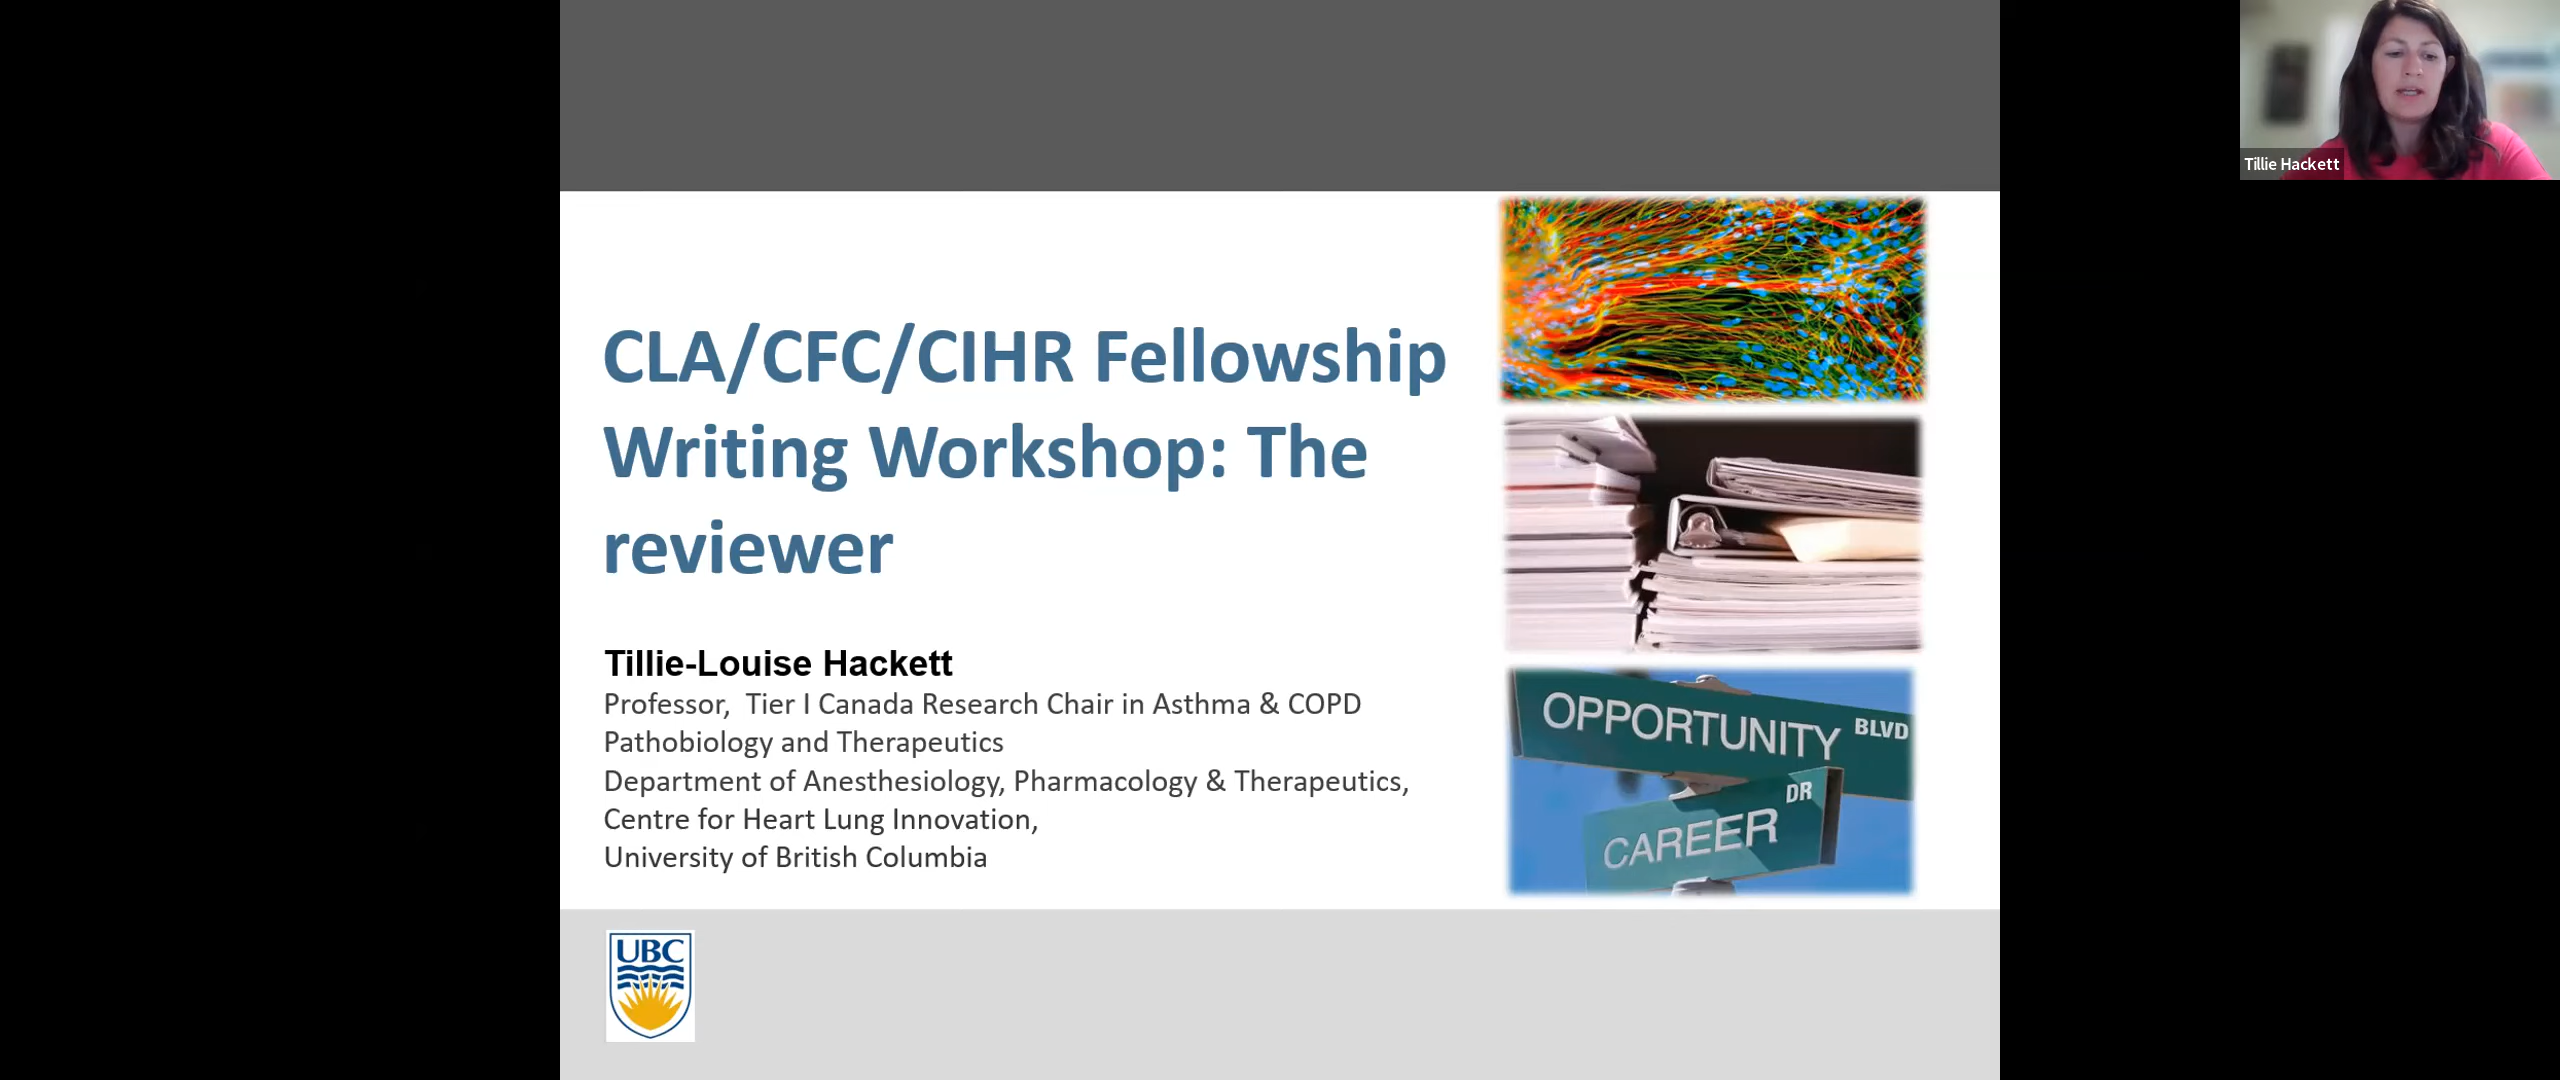 CLA/CFC/CIHR Fellowship
Writing Workshop: The
reviewer
Tillie-Louise Hackett
Professor,  Tier I Canada Research Chair in Asthma & COPD
Pathobiology and Therapeutics
Department of Anesthesiology, Pharmacology & Therapeutics,
Centre for Heart Lung Innovation,
University of British Columbia
OPPORTUNITY BLVD
CAREER DR
UBC
Tillie Hackett